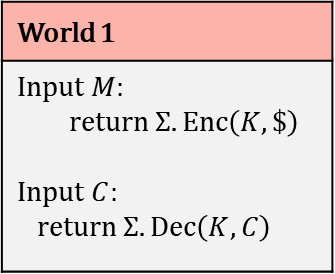 World 1
Input M:
return Σ. Enc(K, $)
Input C:
return Σ. Dec(K, C)